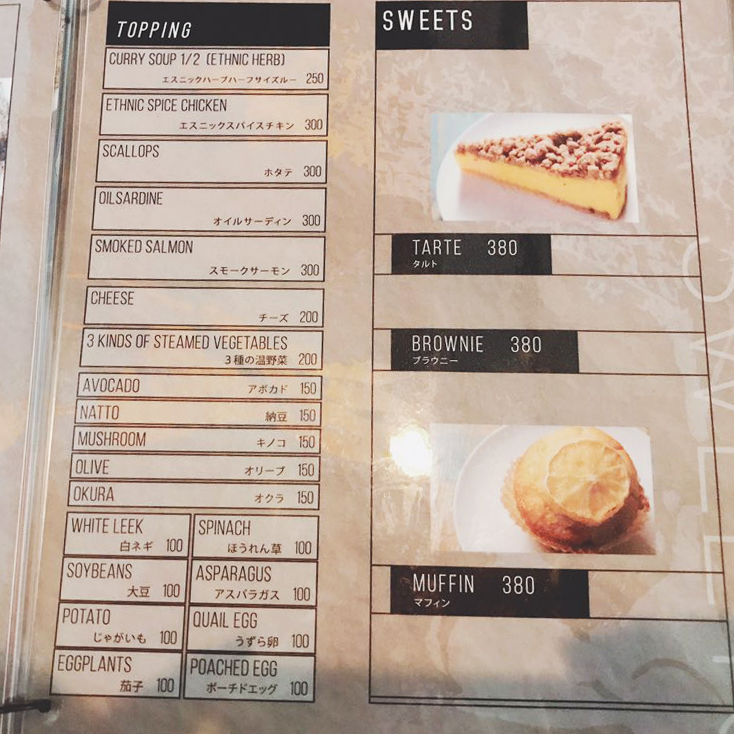 TOPPING
CURRY SOUP 1/2 (ETHNIC HERB)
エスニックハーブハーフサイズルー 250
ETHNIC SPICE CHICKEN
エスニックスパイスチキン 300
SCALLOPS
ホタテ 300
OILSARDINE
オイルサーディン 300
SMOKED SALMON
スモークサーモン 300
CHEESE
チーズ 200
3 KINDS OF STEAMED VEGETABLES
3種の温野菜 200
AVOCADO アボカド 150
NATTO 納豆 150
MUSHROOM キノコ 150
OLIVE オリーブ 150
OKURA オクラ 150
WHITE LEEK
白ネギ 100
SPINACH
ほうれん草 100
SOYBEANS
大豆 100
ASPARAGUS
アスパラガス 100
POTATO
じゃがいも 100
QUAIL EGG
うずら卵 100
EGGPLANTS
茄子 100
POACHED EGG
ポーチドエッグ 100
SWEETS
TARTE 380
タルト
BROWNIE 380
ブラウニー
MUFFIN 380
マフィン